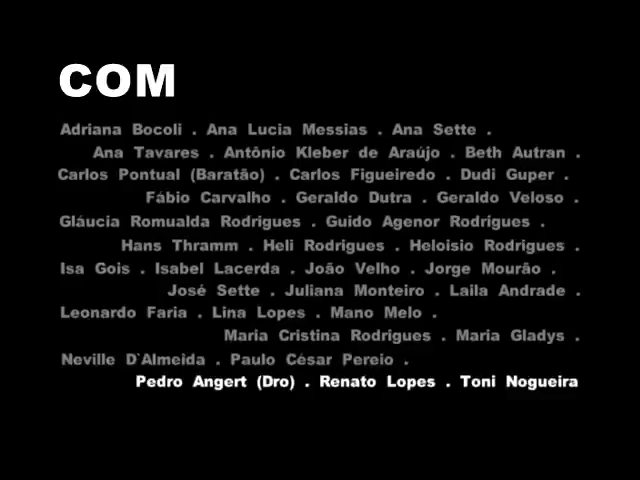 COM
Adriana Bocoli . Ana Lucia Messias . Ana Sette .
Ana Tavares . Antônio Kleber de Araújo . Beth Autran .
Carlos Pontual (Baratão) . Carlos Figueiredo . Dudi Guper .
Fábio Carvalho . Geraldo Dutra . Geraldo Veloso .
Gláucia Romualda Rodrigues . Guido Agenor Rodrigues .
Hans Thramm . Heli Rodrigues . Heloisio Rodrigues .
Isa Gois . Isabel Lacerda . João Velho . Jorge Mourão .
José Sette . Juliana Monteiro . Laila Andrade .
Leonardo Faria . Lina Lopes . Mano Melo .
Maria Cristina Rodrigues . Maria Gladys .
Neville D`Almeida . Paulo César Pereio .
Pedro Angert (Dro) . Renato Lopes . Toni Nogueira